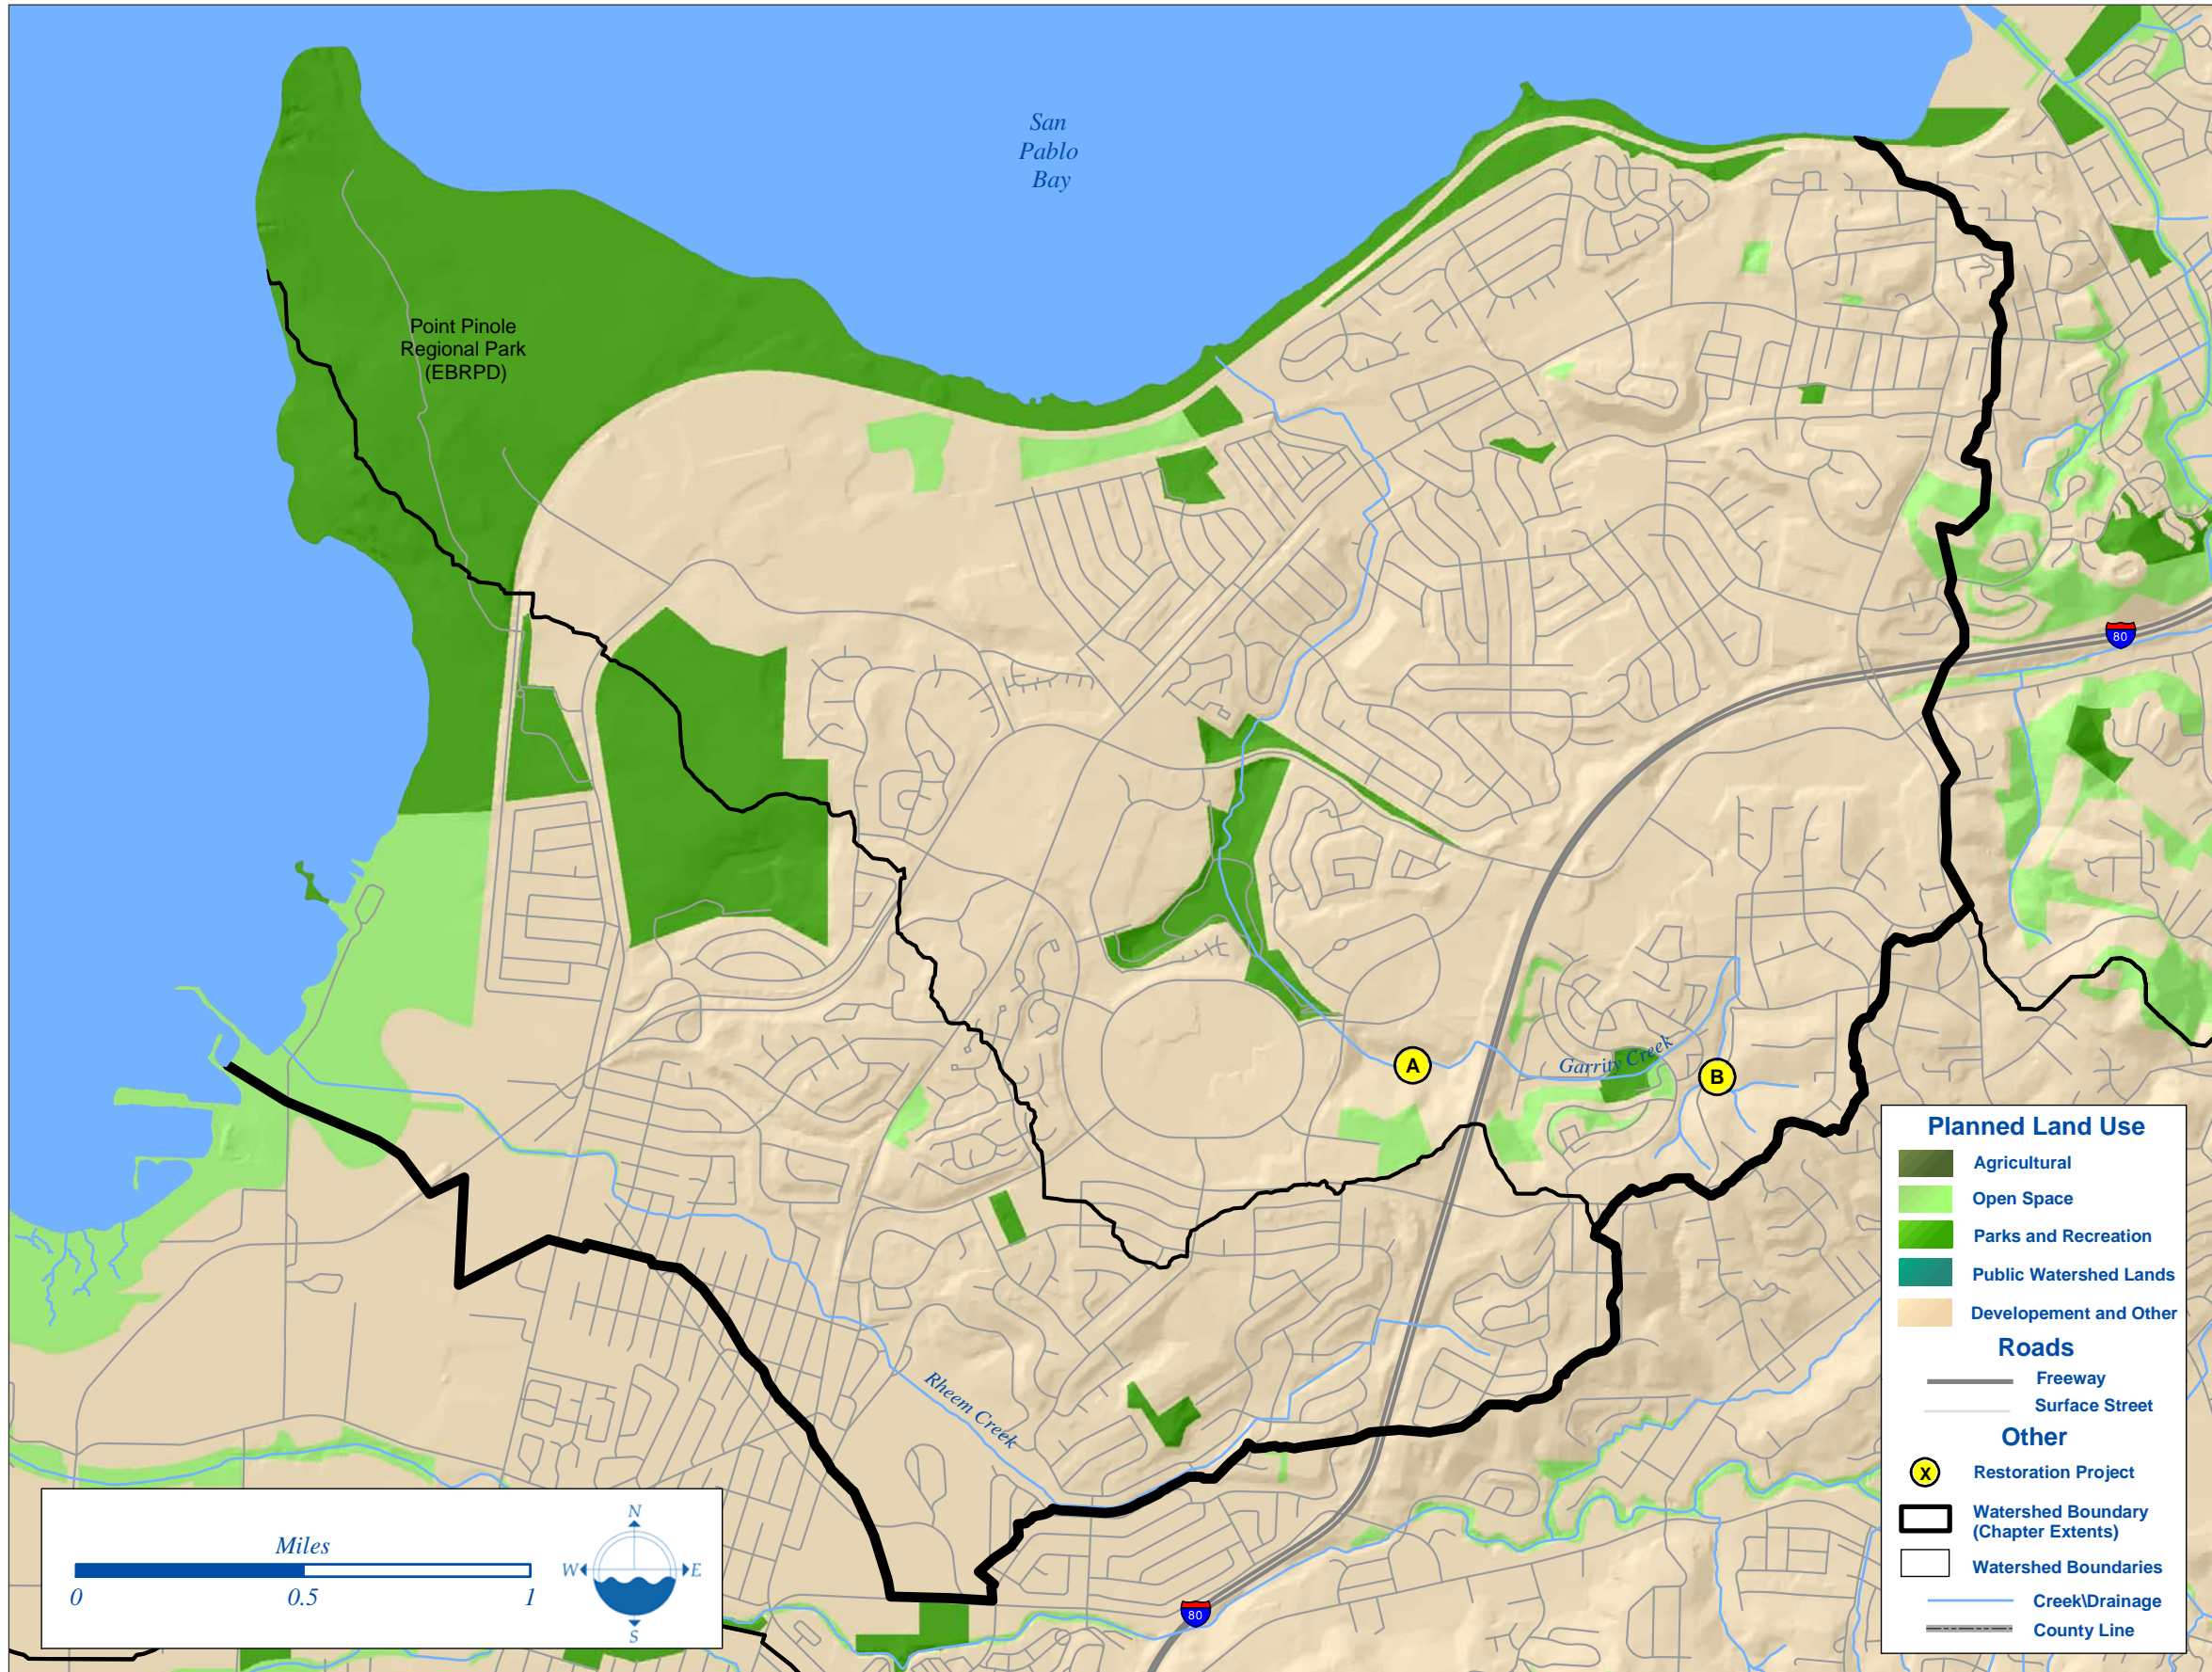 San
Pablo
Bay
Point Pinole
Regional Park
(EBRPD)
80
A
Garrity Creek
B
Rheem Creek
80
Miles
0
0.5
1
N
W
E
S
Planned Land Use
Agricultural
Open Space
Parks and Recreation
Public Watershed Lands
Developement and Other
Roads
Freeway
Surface Street
Other
X
Restoration Project
Watershed Boundary
(Chapter Extents)
Watershed Boundaries
Creek\Drainage
County Line